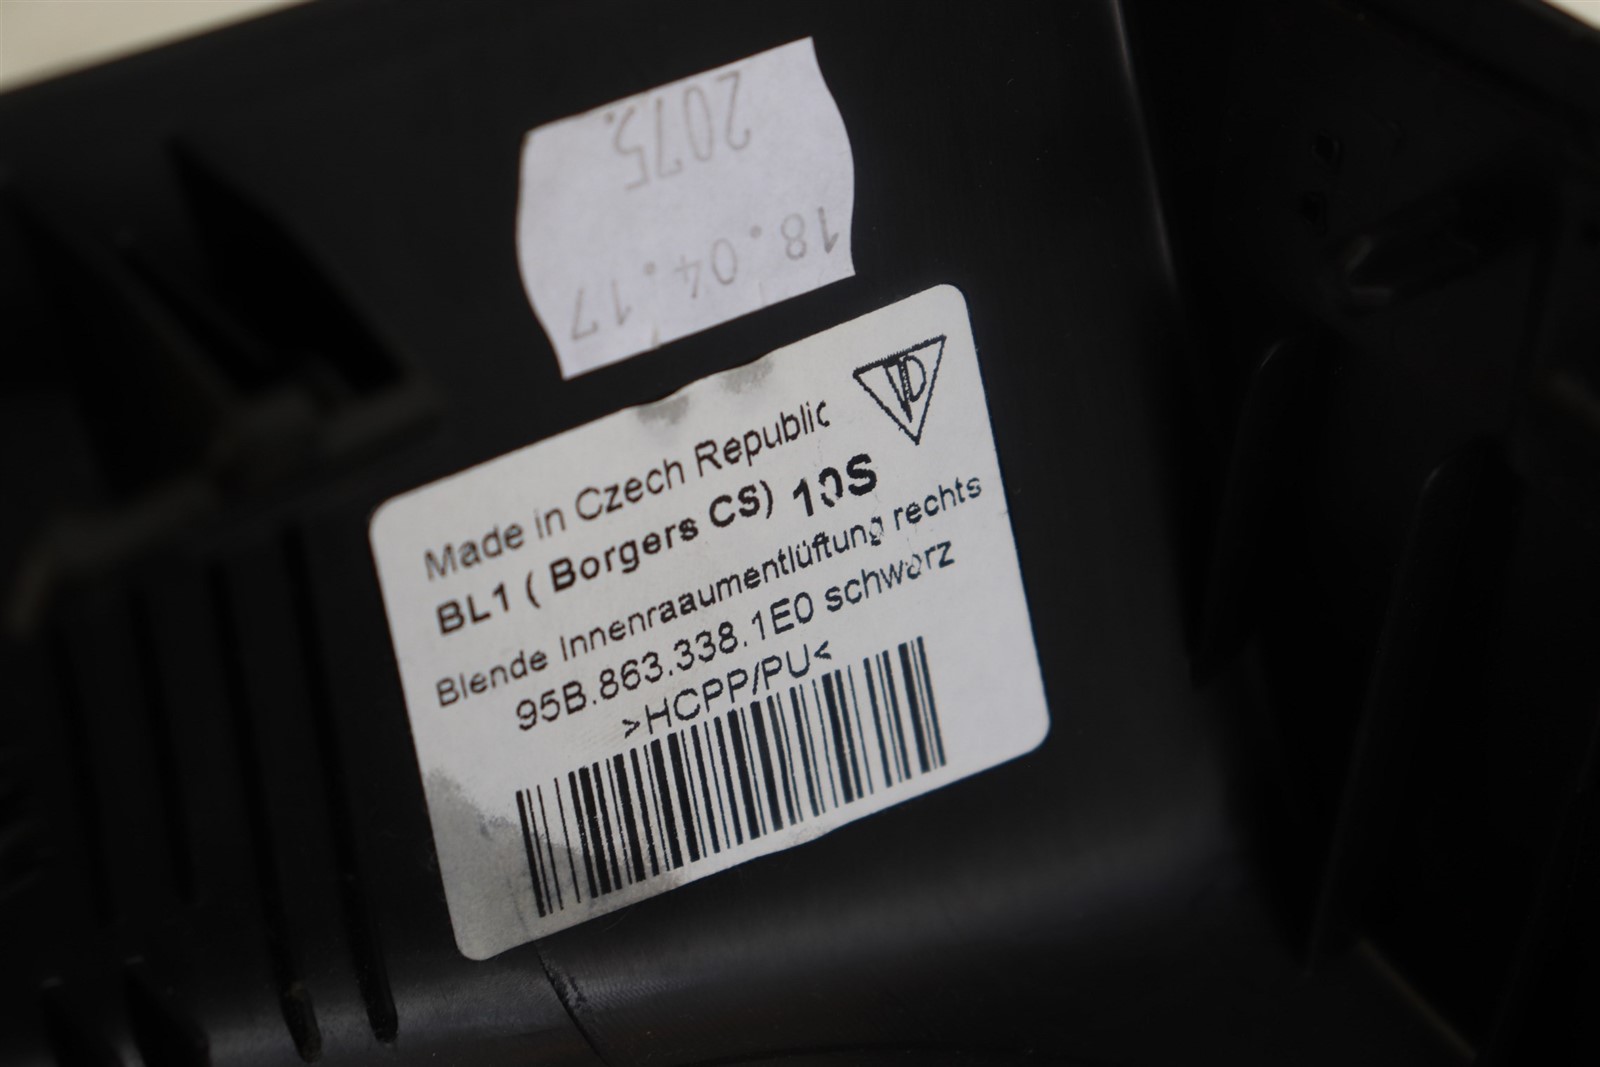 2075.
18.04.17
Made in Czech Republic
BL1 ( Borgers CS) 10S
Blende Innenraaumentlüftung rechts
95B.863.338.1E0 schwarz
>HCPP/PU<